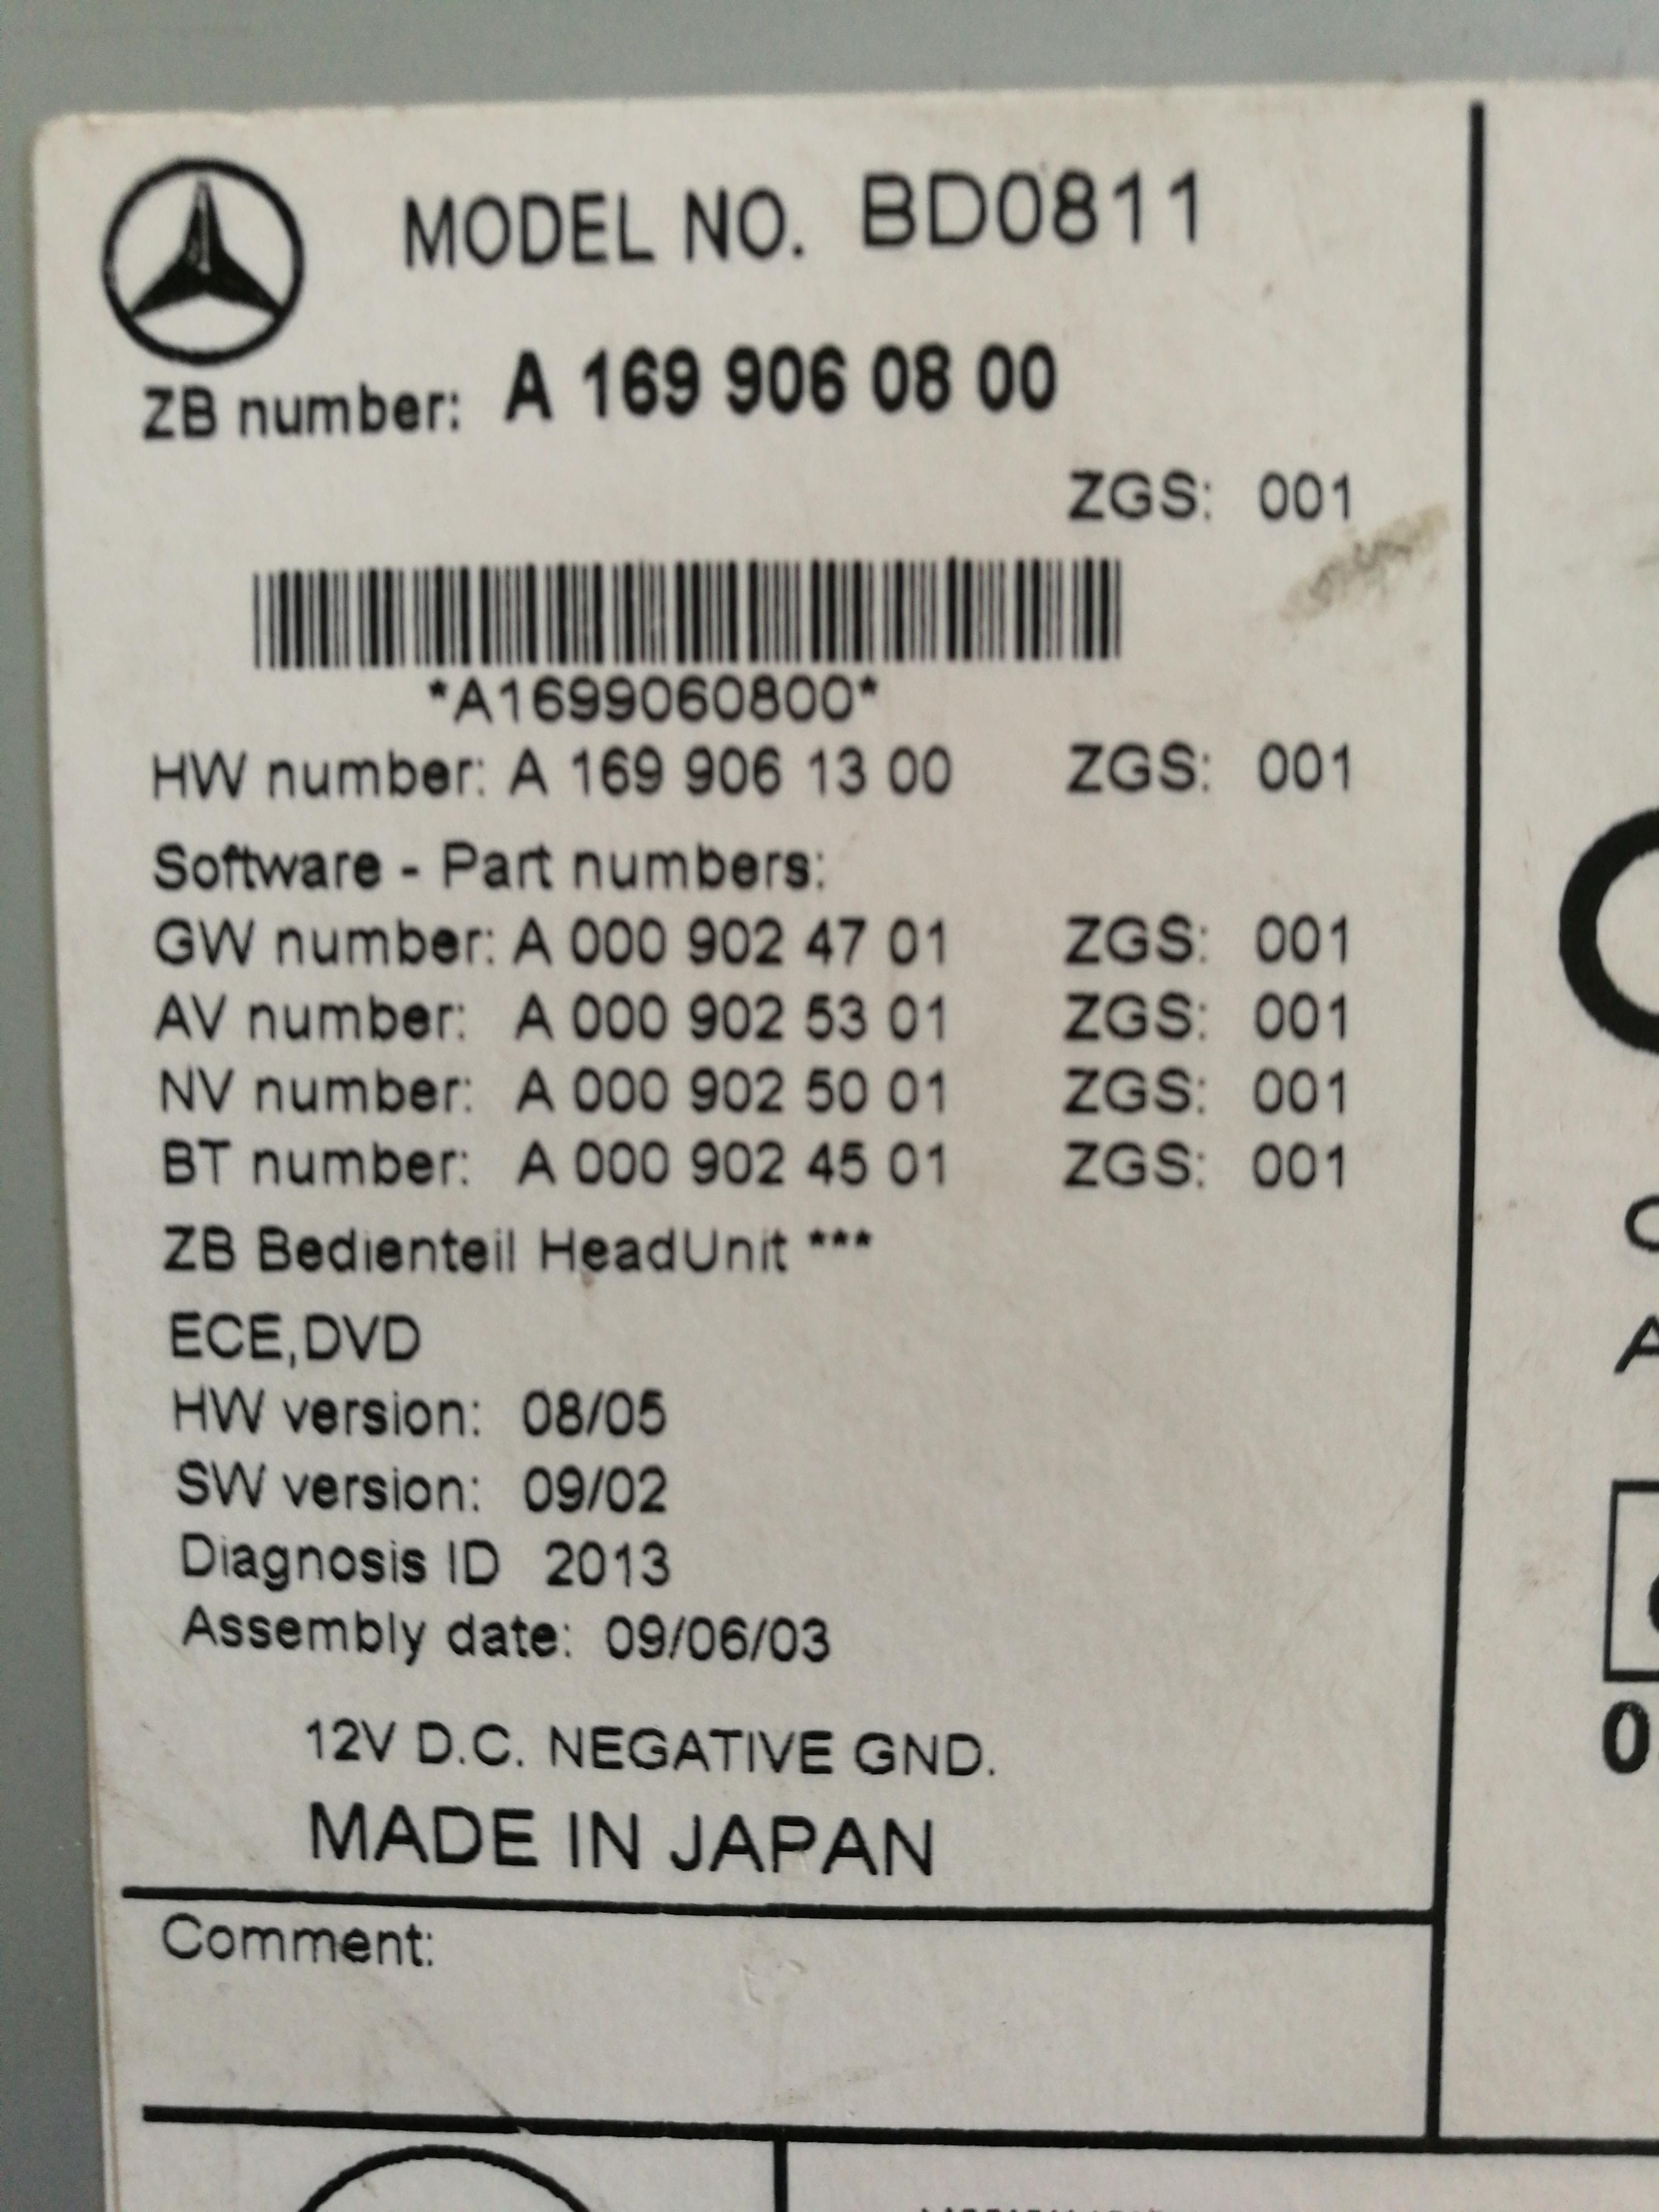 MODEL NO. BD0811
ZB number: A 169 906 08 00
ZGS: 001
*A1699060800*
HW number: A 169 906 13 00 ZGS: 001
Software - Part numbers:
GW number: A 000 902 47 01 ZGS: 001
AV number: A 000 902 53 01 ZGS: 001
NV number: A 000 902 50 01 ZGS: 001
BT number: A 000 902 45 01 ZGS: 001
ZB Bedienteil HeadUnit ***
ECE,DVD
HW version: 08/05
SW version: 09/02
Diagnosis ID 2013
Assembly date: 09/06/03
12V D.C. NEGATIVE GND.
MADE IN JAPAN
Comment: